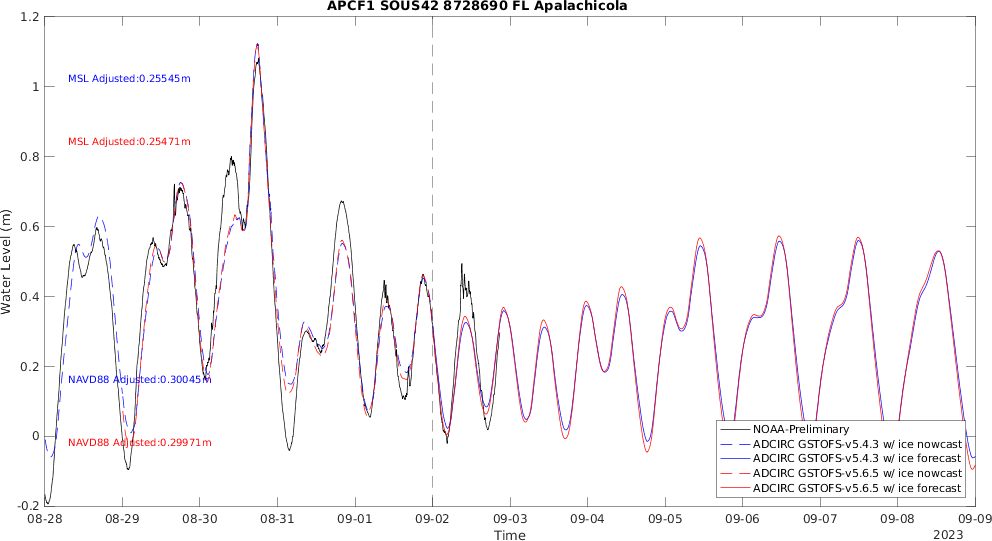 APCF1 SOUS42 8728690 FL Apalachicola
1.2
1
0.8
0.6
0.4
0.2
0
-0.2
Water Level (m)
MSL Adjusted:0.25545m
MSL Adjusted:0.25471m
NAVD88 Adjusted:0.30045m
NAVD88 Adjusted:0.29971m
NOAA-Preliminary
ADCIRC GSTOFS-v5.4.3 w/ ice nowcast
ADCIRC GSTOFS-v5.4.3 w/ ice forecast
ADCIRC GSTOFS-v5.6.5 w/ ice nowcast
ADCIRC GSTOFS-v5.6.5 w/ ice forecast
08-28 08-29 08-30 08-31 09-01 09-02 09-03 09-04 09-05 09-06 09-07 09-08 09-09
Time
2023